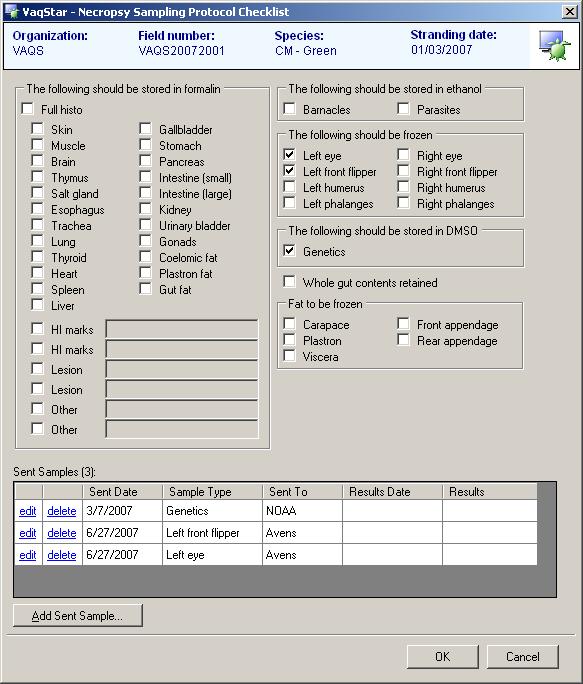 VaqStar - Necropsy Sampling Protocol Checklist
Organization: Field number: Species: Stranding date:
VAQS VAQS20072001 CM - Green 01/03/2007
The following should be stored in formalin
Full histo
Skin Gallbladder
Muscle Stomach
Brain Pancreas
Thymus Intestine (small)
Salt gland Intestine (large)
Esophagus Kidney
Trachea Urinary bladder
Lung Gonads
Thyroid Coelomic fat
Heart Plastron fat
Spleen Gut fat
Liver
HI marks
HI marks
Lesion
Lesion
Other
Other
The following should be stored in ethanol
Barnacles Parasites
The following should be frozen
Left eye Right eye
Left front flipper Right front flipper
Left humerus Right humerus
Left phalanges Right phalanges
The following should be stored in DMSO
Genetics
Whole gut contents retained
Fat to be frozen
Carapace Front appendage
Plastron Rear appendage
Viscera
Sent Samples (3):
Sent Date Sample Type Sent To Results Date Results
edit delete 3/7/2007 Genetics NOAA
edit delete 6/27/2007 Left front flipper Avens
edit delete 6/27/2007 Left eye Avens
Add Sent Sample...
OK Cancel